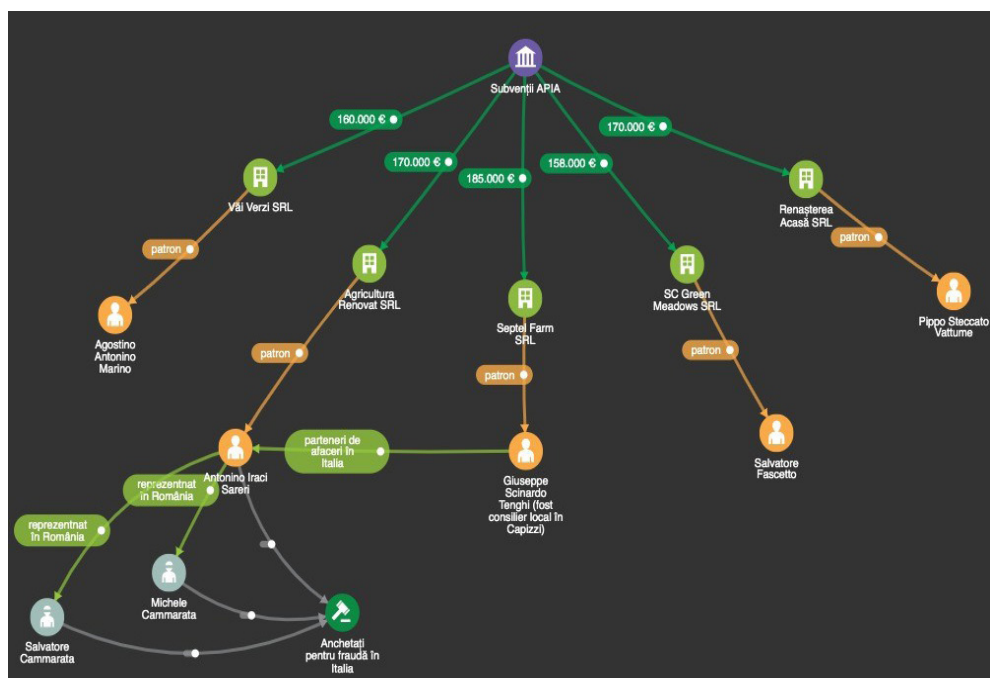 Subvenții APIA
160.000 €
170.000 €
170.000 €
158.000 €
185.000 €
Văi Verzi SRL
Renașterea
Acasă SRL
patron
patron
Agricultura
Renovat SRL
SC Green
Meadows SRL
Septel Farm
SRL
Agostino
Antonino
Marino
Pippo Steccato
Vattume
patron
patron
patron
parteneri de
afaceri în
Italia
Antonino Iraci
Sareri
Giuseppe
Scinardo
Tenghi (fost
consilier local în
Capizzi)
Salvatore
Fascetto
reprezentnat
în România
reprezentnat
în România
Michele
Cammarata
Salvatore
Cammarata
Anchetați
pentru fraudă în
Italia